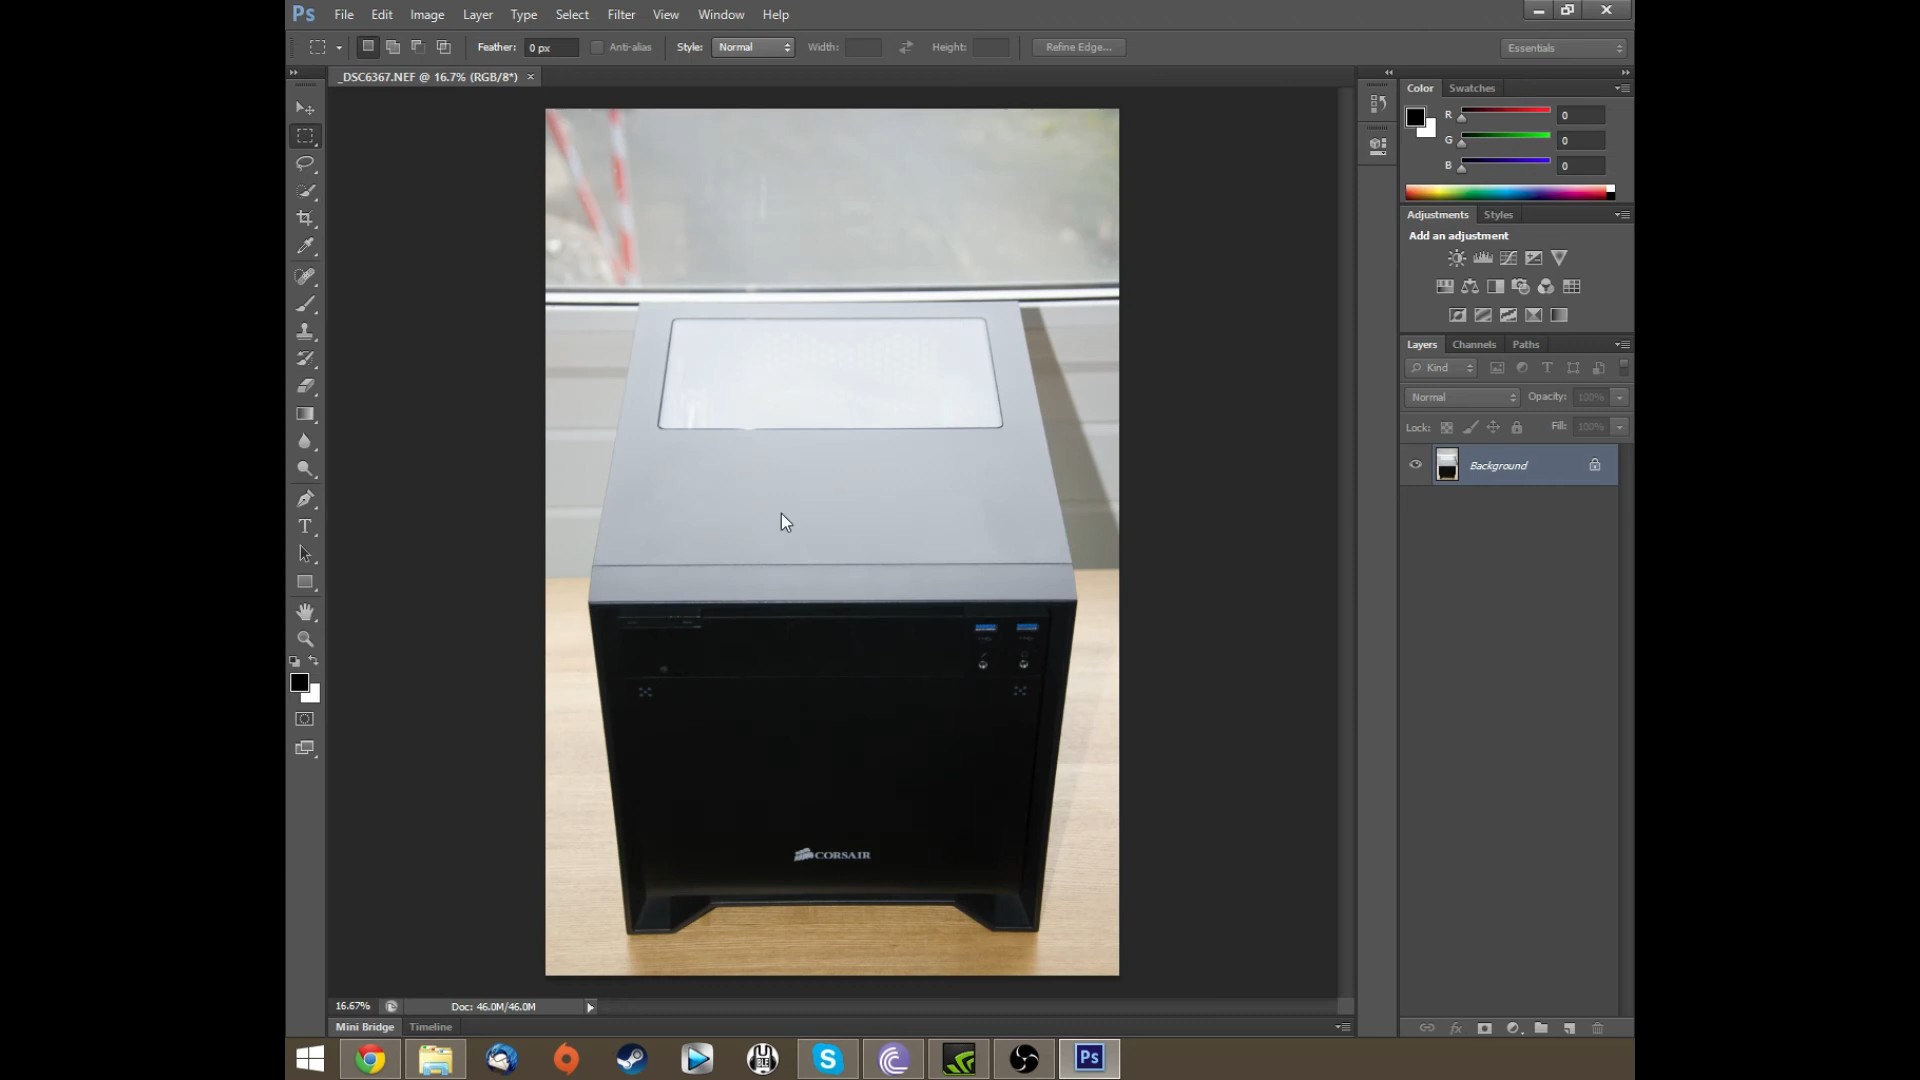 Ps File Edit Image Layer Type Select Filter View Window Help
Feather: 0 px Anti-alias Style: Normal Width: Height: Refine Edge... Essentials
_DSC6367.NEF @ 16.7% (RGB/8*) ×
Color Swatches
R 0
G 0
B 0
Adjustments Styles
Add an adjustment
Layers Channels Paths
Kind
Normal Opacity: 100%
Lock: Fill: 100%
Background
CORSAIR
16.67% Doc: 46.0M/46.0M
Mini Bridge Timeline
fx
Ps